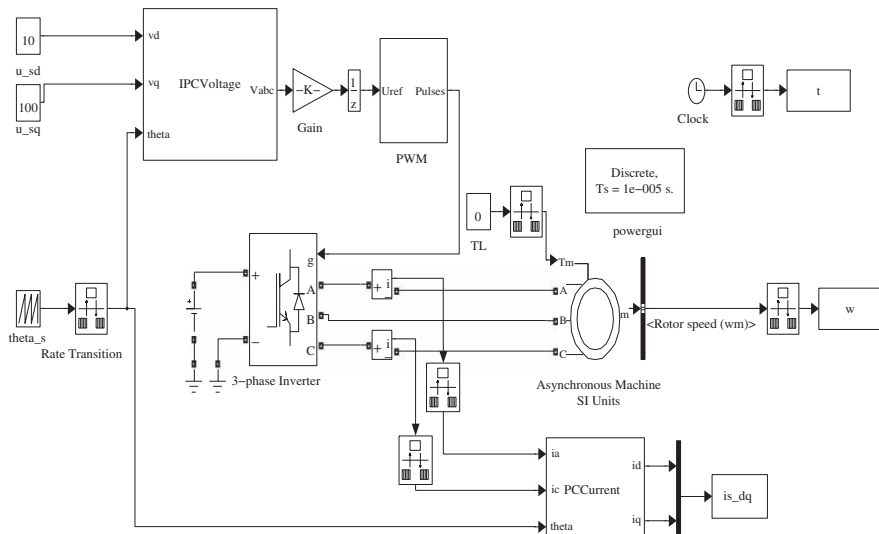 10
u_sd
100
u_sq
vd
vq
theta
IPCVoltage
Vabc
−K−
Gain
1
z
Uref
Pulses
PWM
Clock
t
Discrete,
Ts = 1e−005 s.
powergui
0
TL
theta_s
Rate Transition
+
+
−
g
A
B
C
3−phase Inverter
+
i
−
+
i
−
Tm
A
B
C
m
<Rotor speed (wm)>
w
Asynchronous Machine
SI Units
ia
ic
theta
PCCurrent
id
iq
is_dq